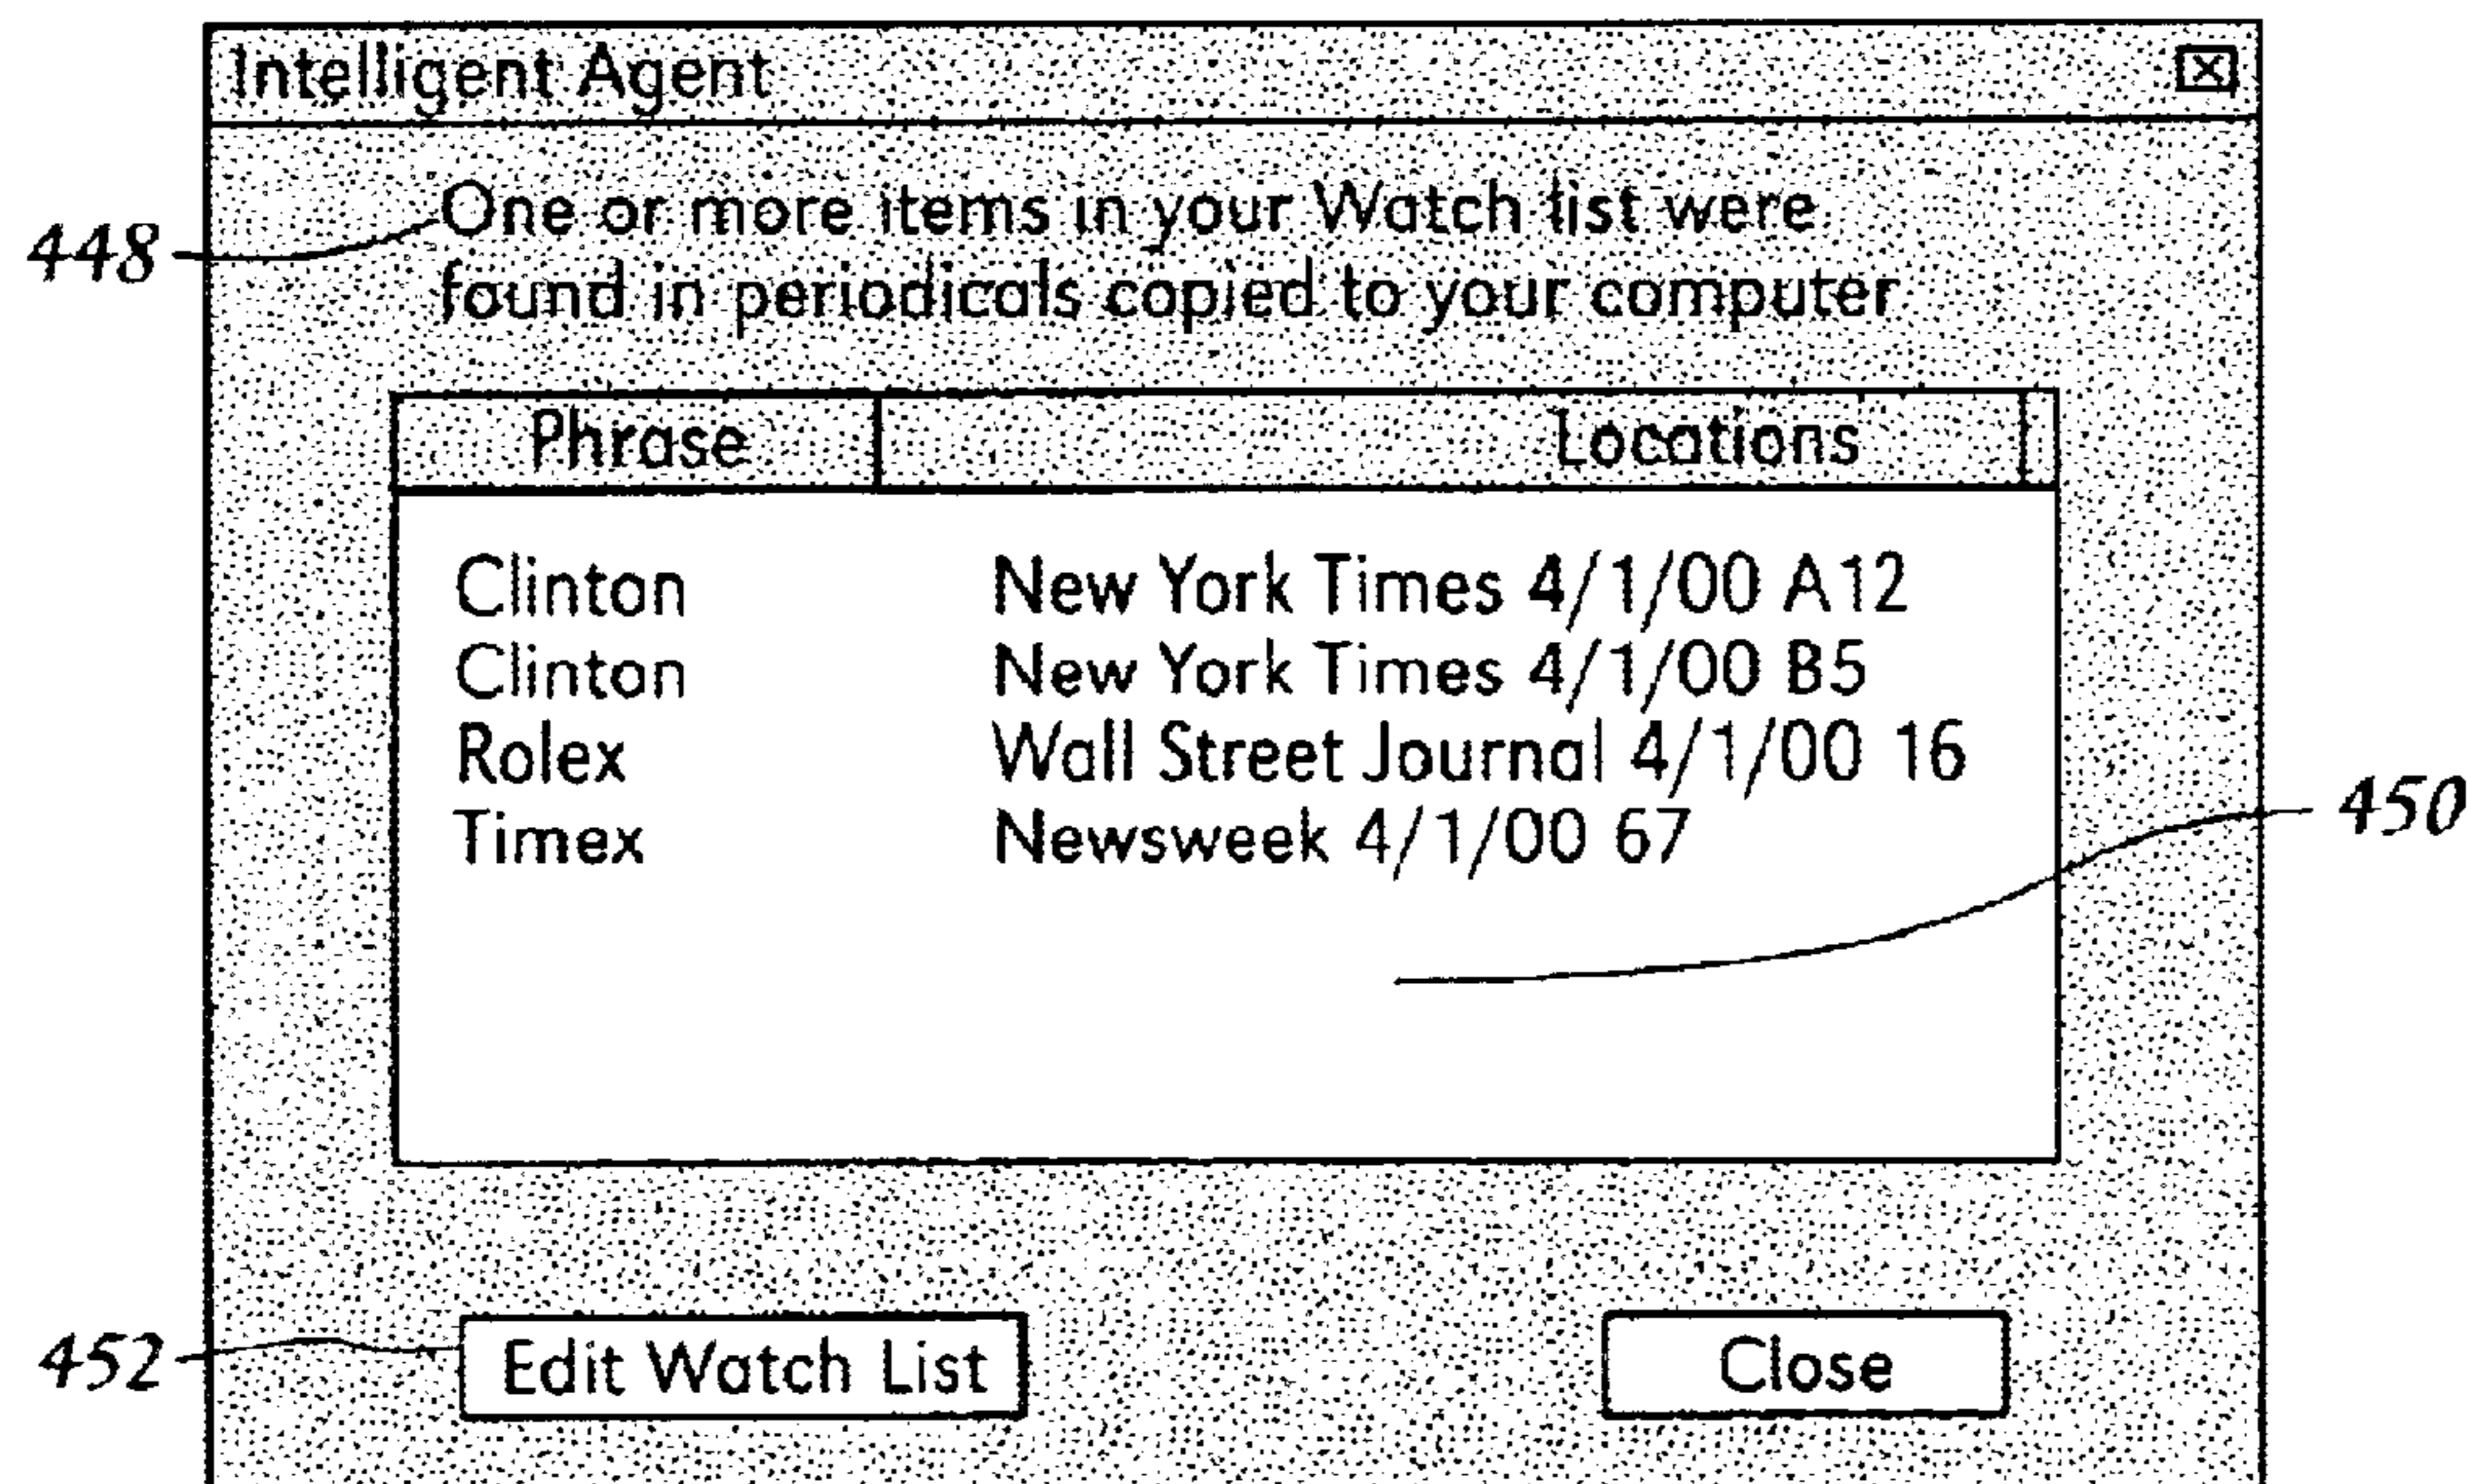 Intelligent Agent
448
One or more items in your Watch list were
found in periodicals copied to your computer
Phrase Locations
Clinton New York Times 4/1/00 A12
Clinton New York Times 4/1/00 B5
Rolex Wall Street Journal 4/1/00 16
Timex Newsweek 4/1/00 67
450
452
Edit Watch List Close